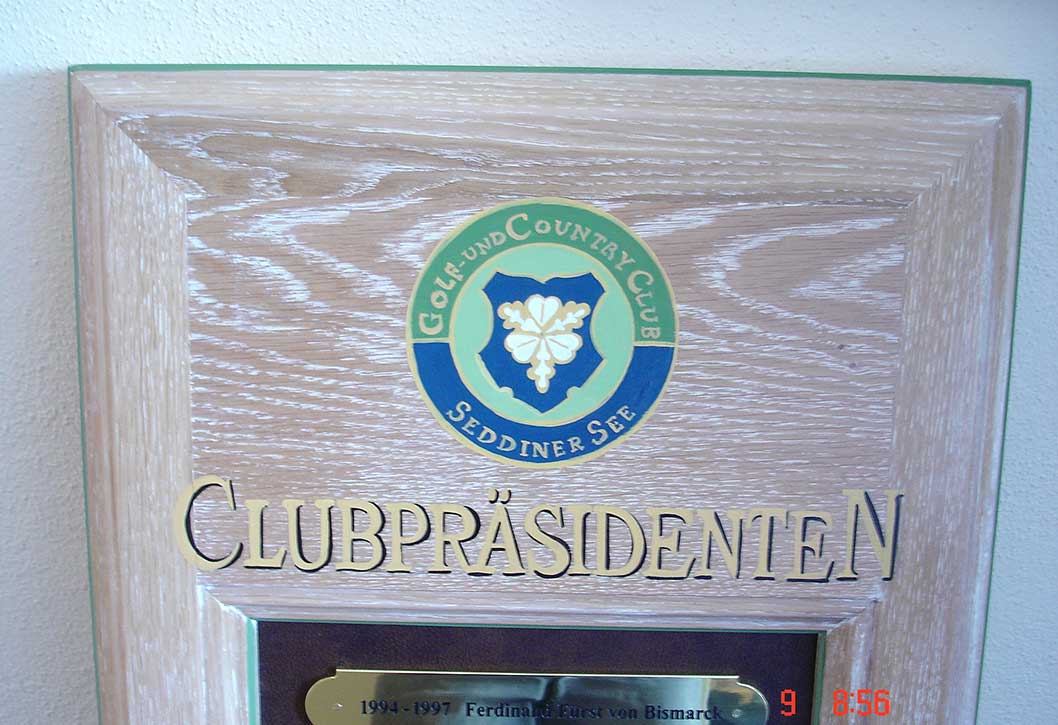 GOLF-UND COUNTRY CLUB
SEDDINER SEE
CLUBPRÄSIDENTEN
1994 - 1997 Ferdinand Fürst von Bismarck
9 8:56